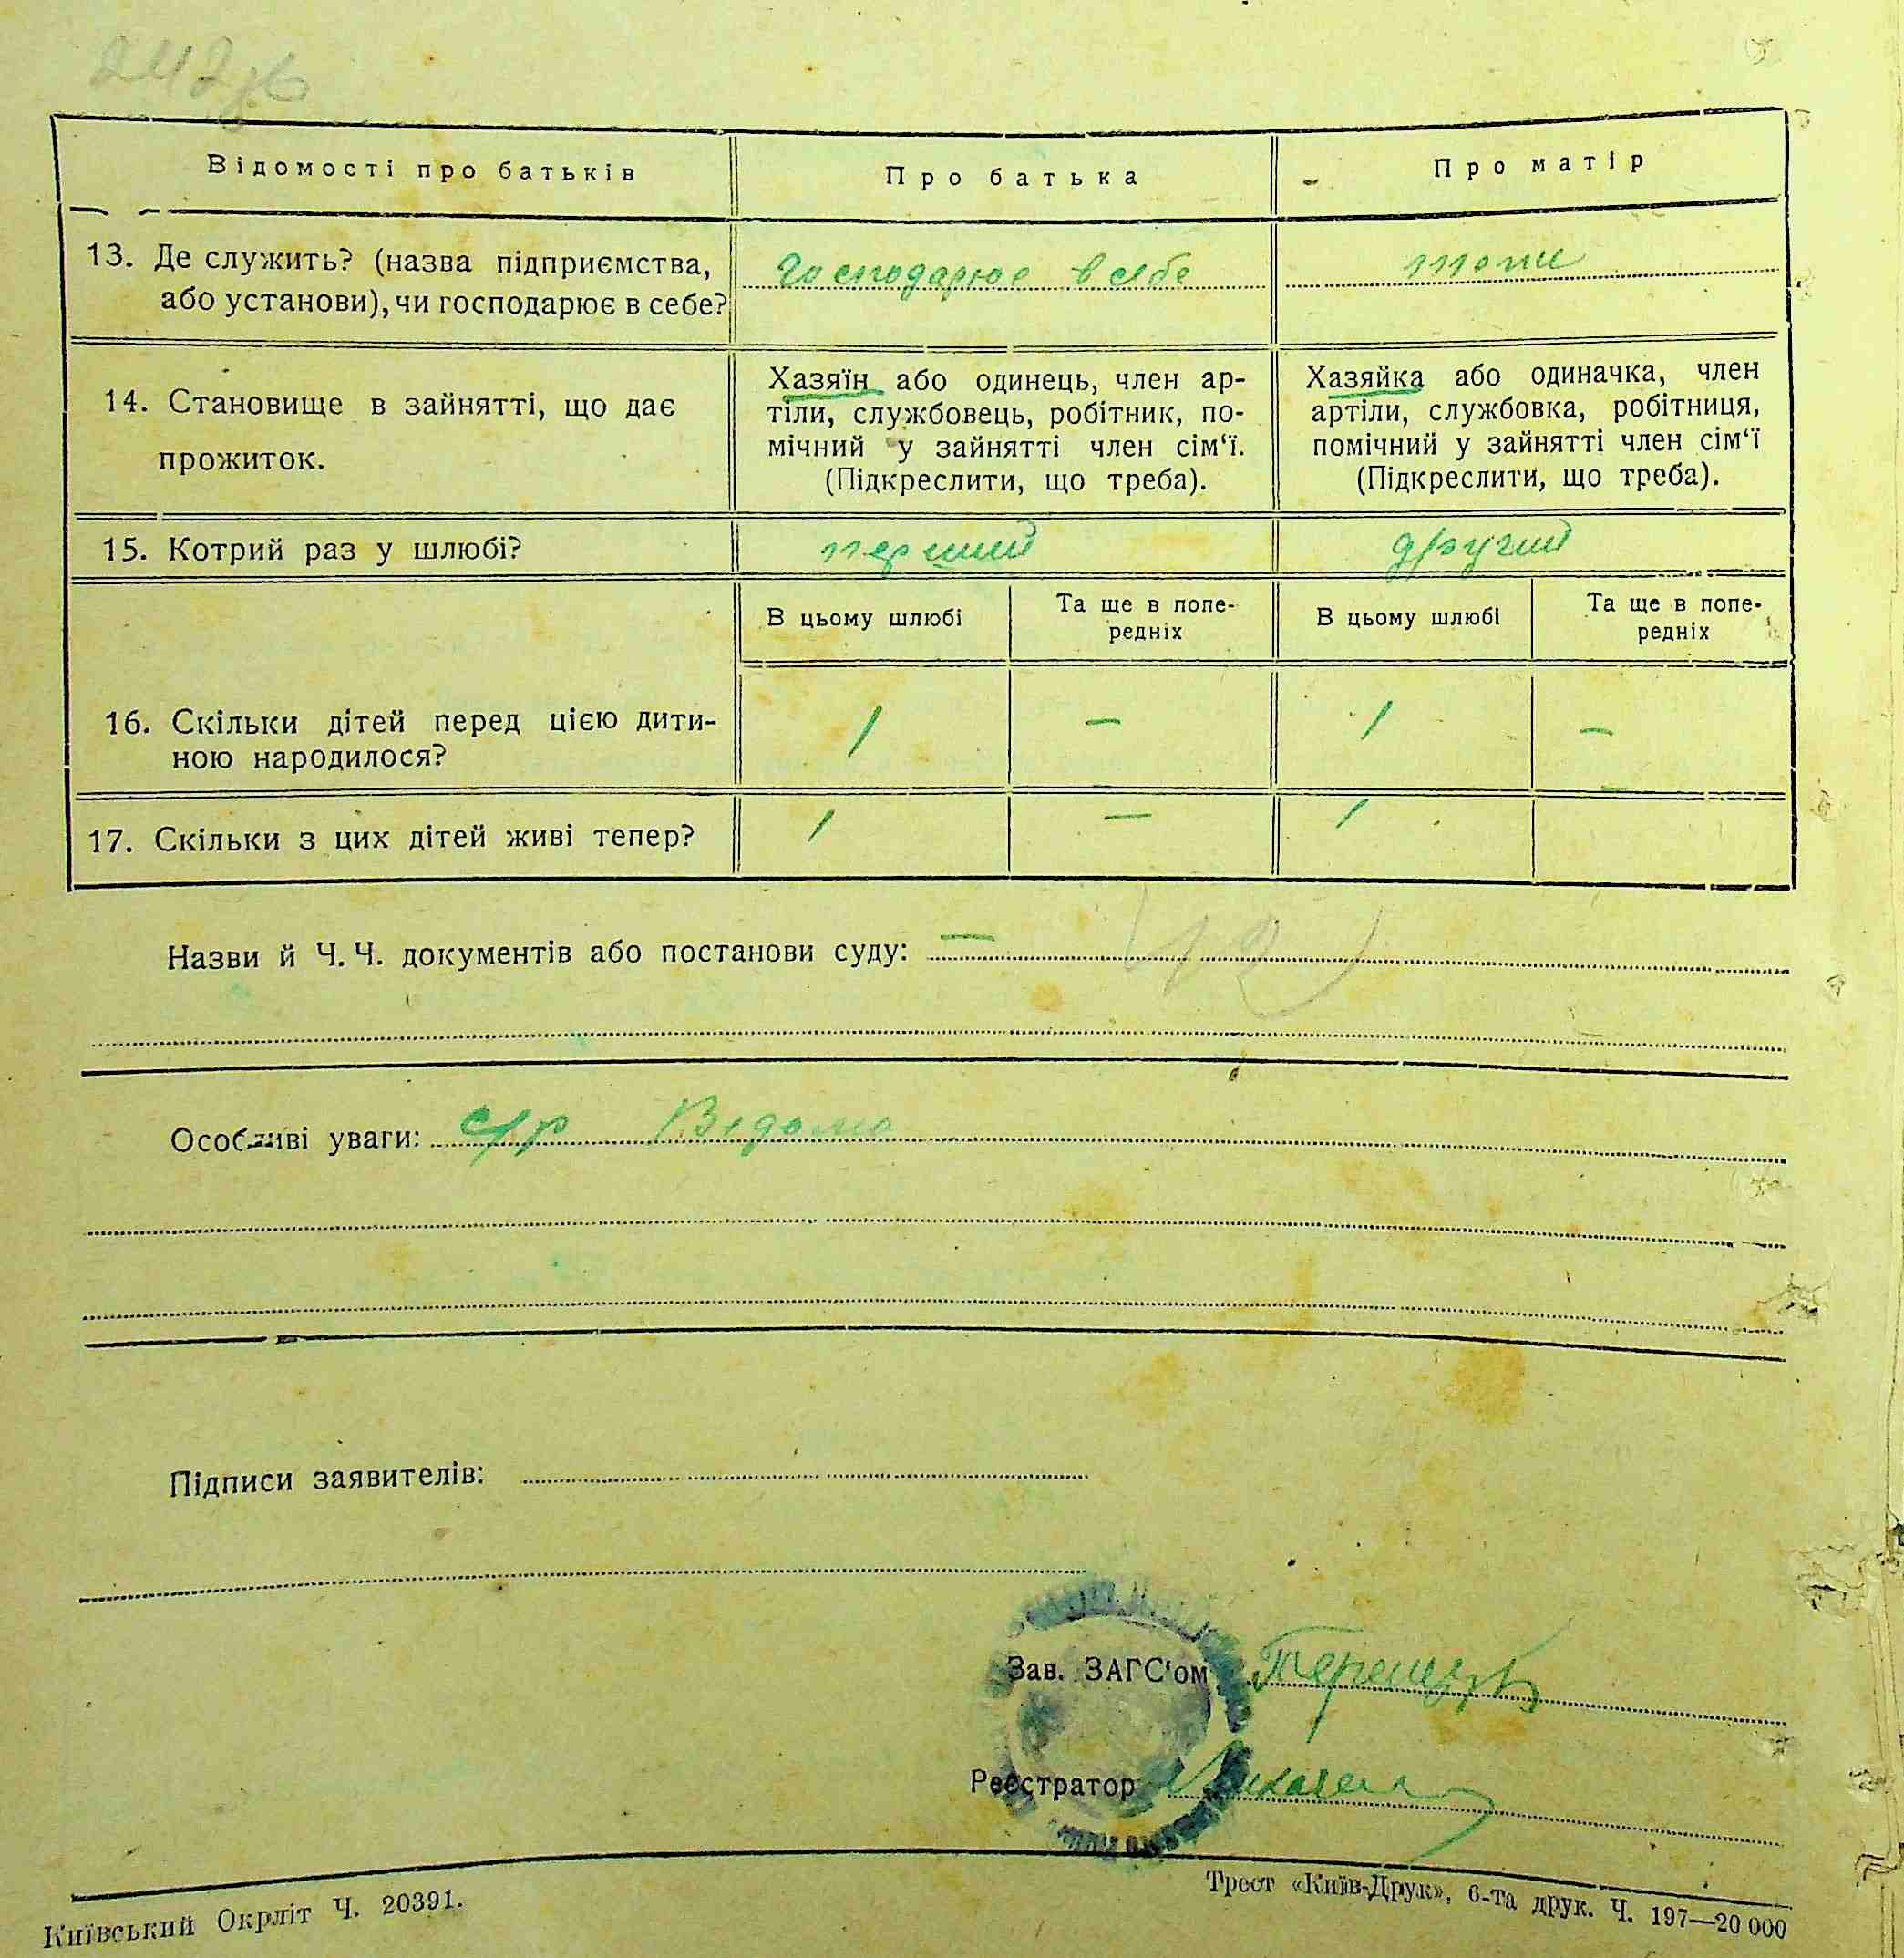 242
Відомості про батьків
Про батька
Про матір
13. Де служить? (назва підприємства,
або установи), чи господарює в себе?
господарює в себе
тоже
14. Становище в зайнятті, що дає
прожиток.
Хазяїн або одинець, член ар-
тіли, службовець, робітник, по-
мічний у зайнятті член сім‘ї.
(Підкреслити, що треба).
Хазяйка або одиначка, член
артіли, службовка, робітниця,
помічний у зайнятті член сім‘ї
(Підкреслити, що треба).
15. Котрий раз у шлюбі?
перший
другий
В цьому шлюбі
Та ще в попе-
редніх
В цьому шлюбі
Та ще в попе-
редніх
16. Скільки дітей перед цією дити-
ною народилося?
1 — 1 —
17. Скільки з цих дітей живі тепер?
1 — 1
Назви й Ч. Ч. документів або постанови суду: —
Особливі уваги: с/р Відома
Підписи заявителів:
Зав. ЗАГС‘ом
Реєстратор
Київський Окрліт Ч. 20391.
Трест «Київ-Друк», 6-та друк. Ч. 197—20 000